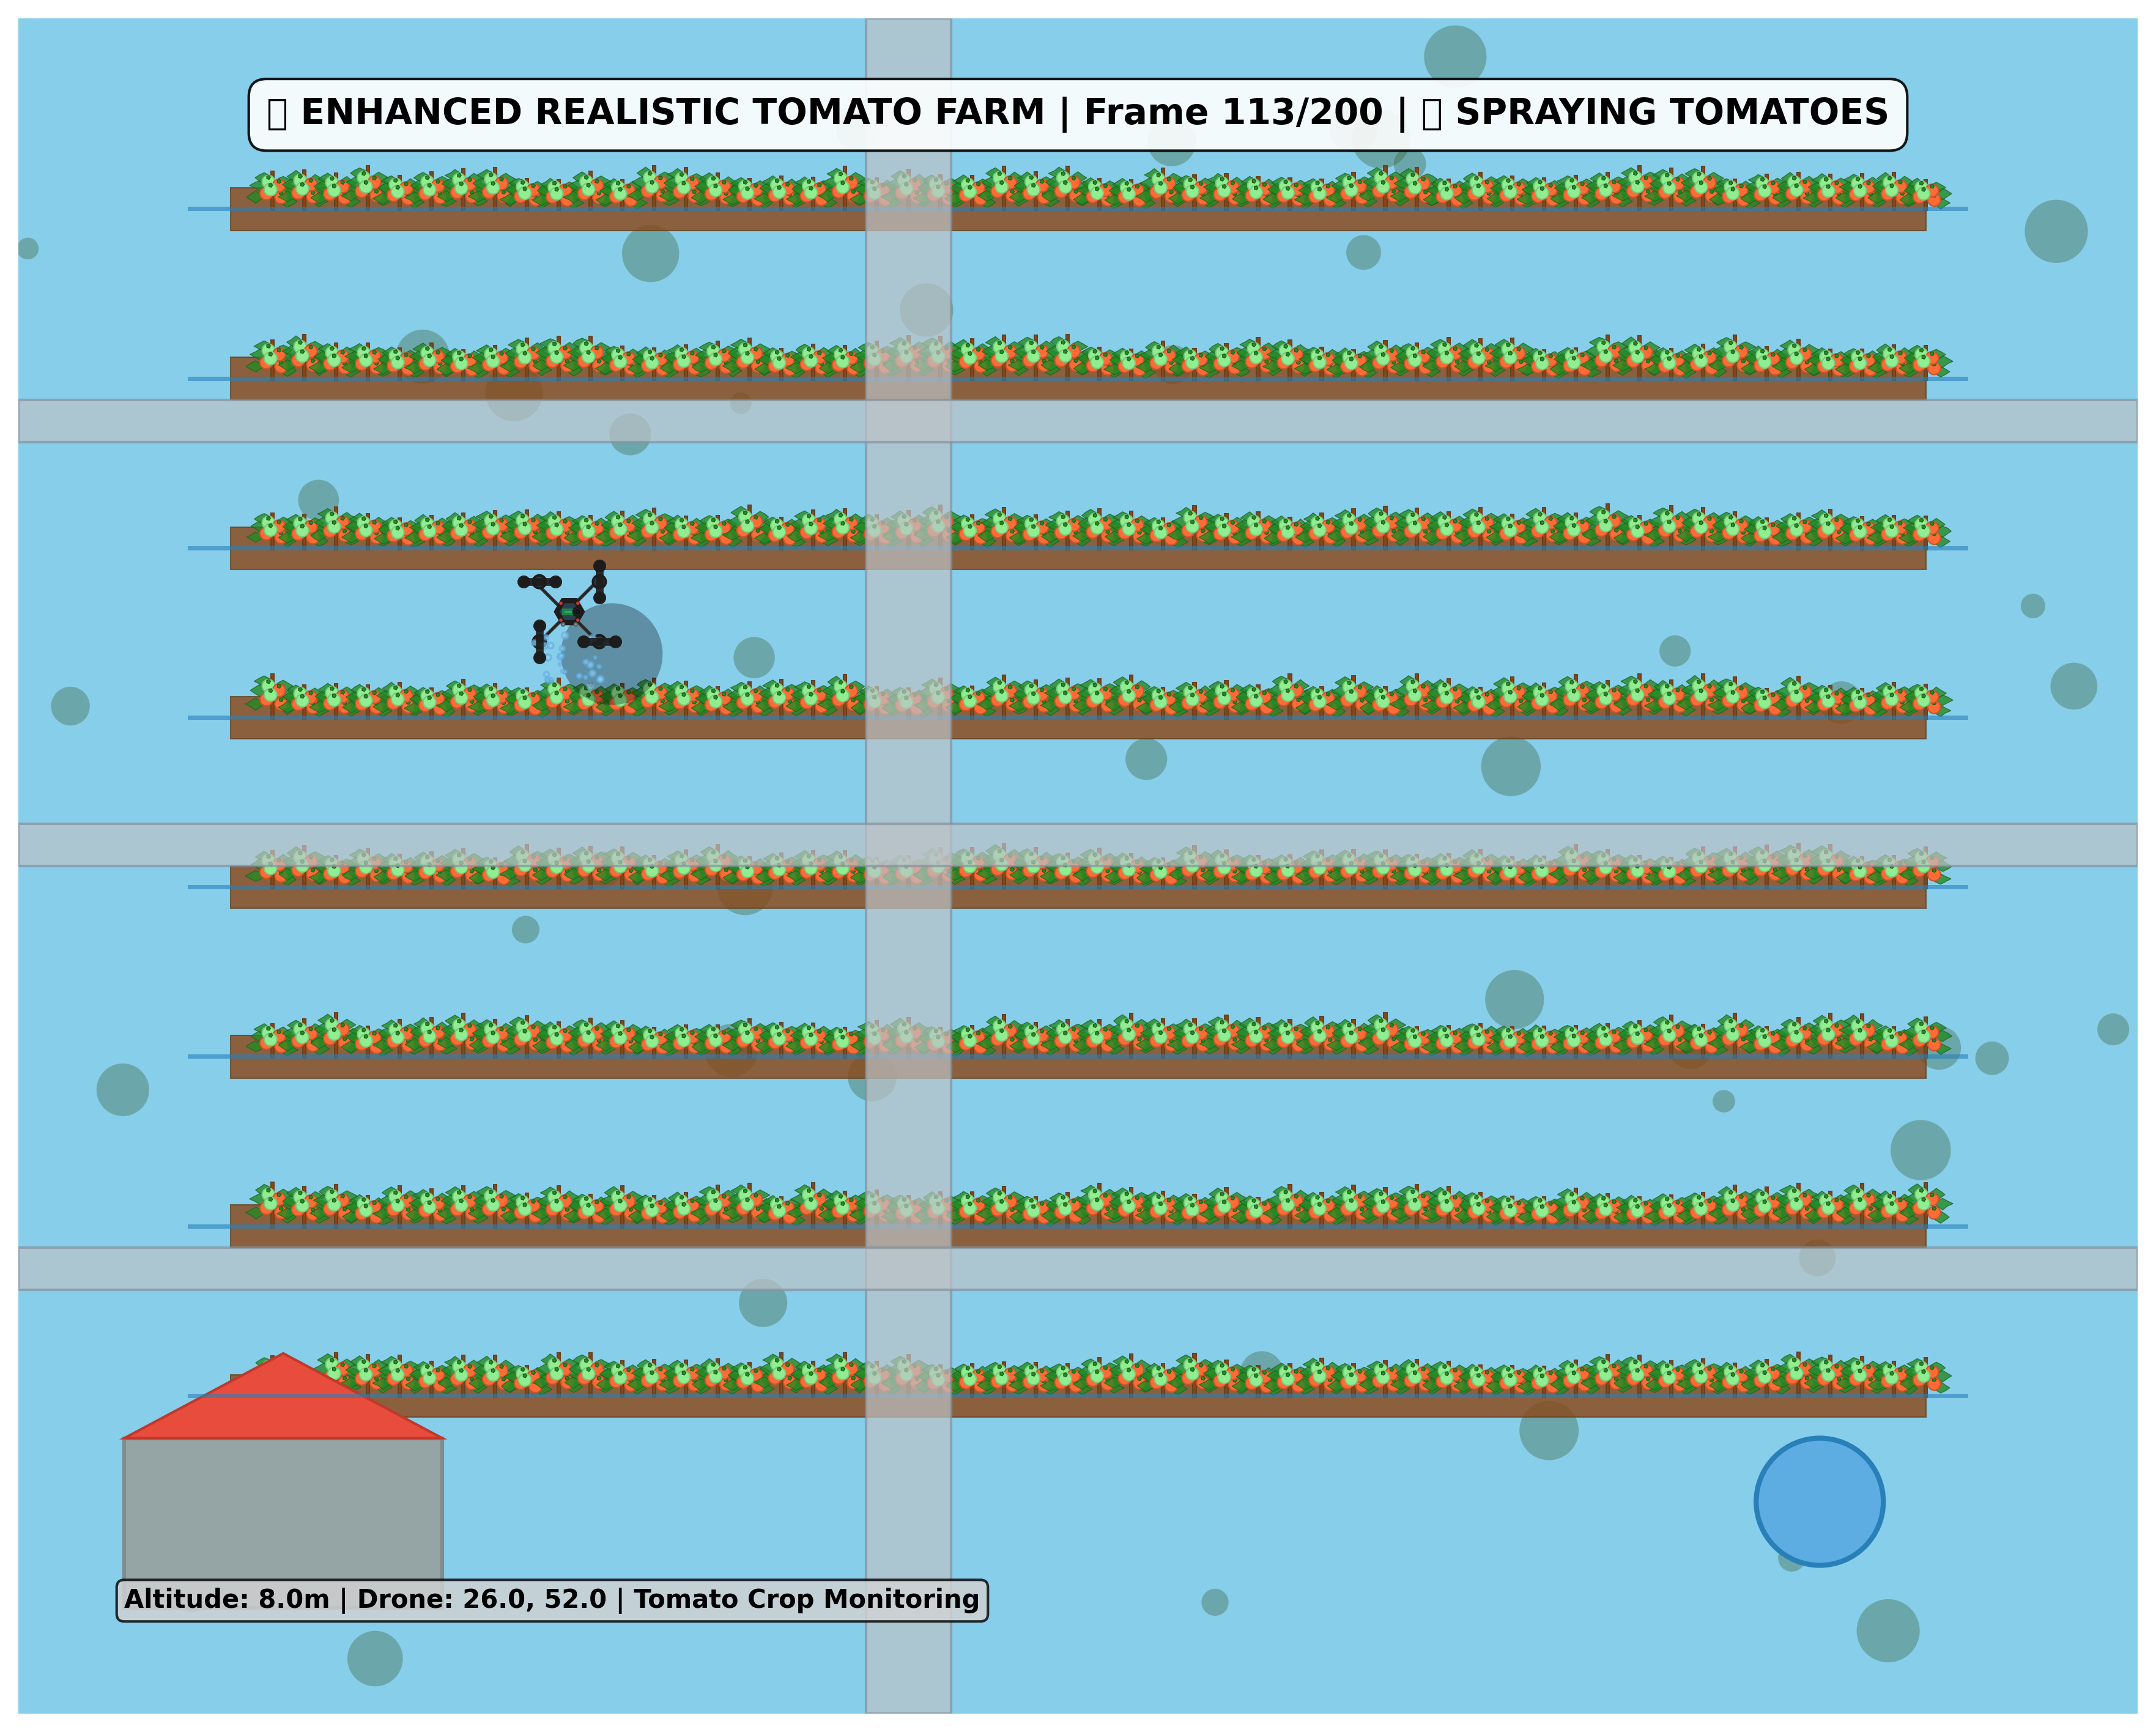 ▯ ENHANCED REALISTIC TOMATO FARM | Frame 113/200 | ▯ SPRAYING TOMATOES
Altitude: 8.0m | Drone: 26.0, 52.0 | Tomato Crop Monitoring